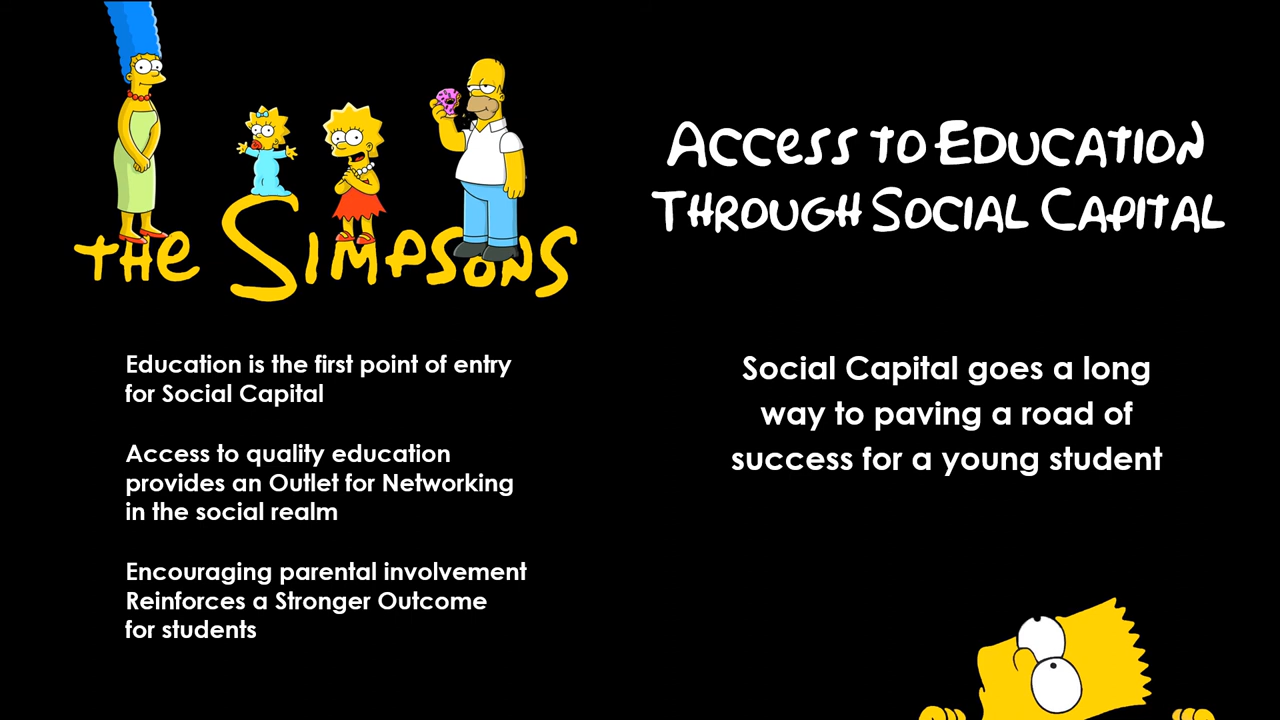 the Simpsons
Access to Education
Through Social Capital
Education is the first point of entry
for Social Capital
Access to quality education
provides an Outlet for Networking
in the social realm
Encouraging parental involvement
Reinforces a Stronger Outcome
for students
Social Capital goes a long
way to paving a road of
success for a young student